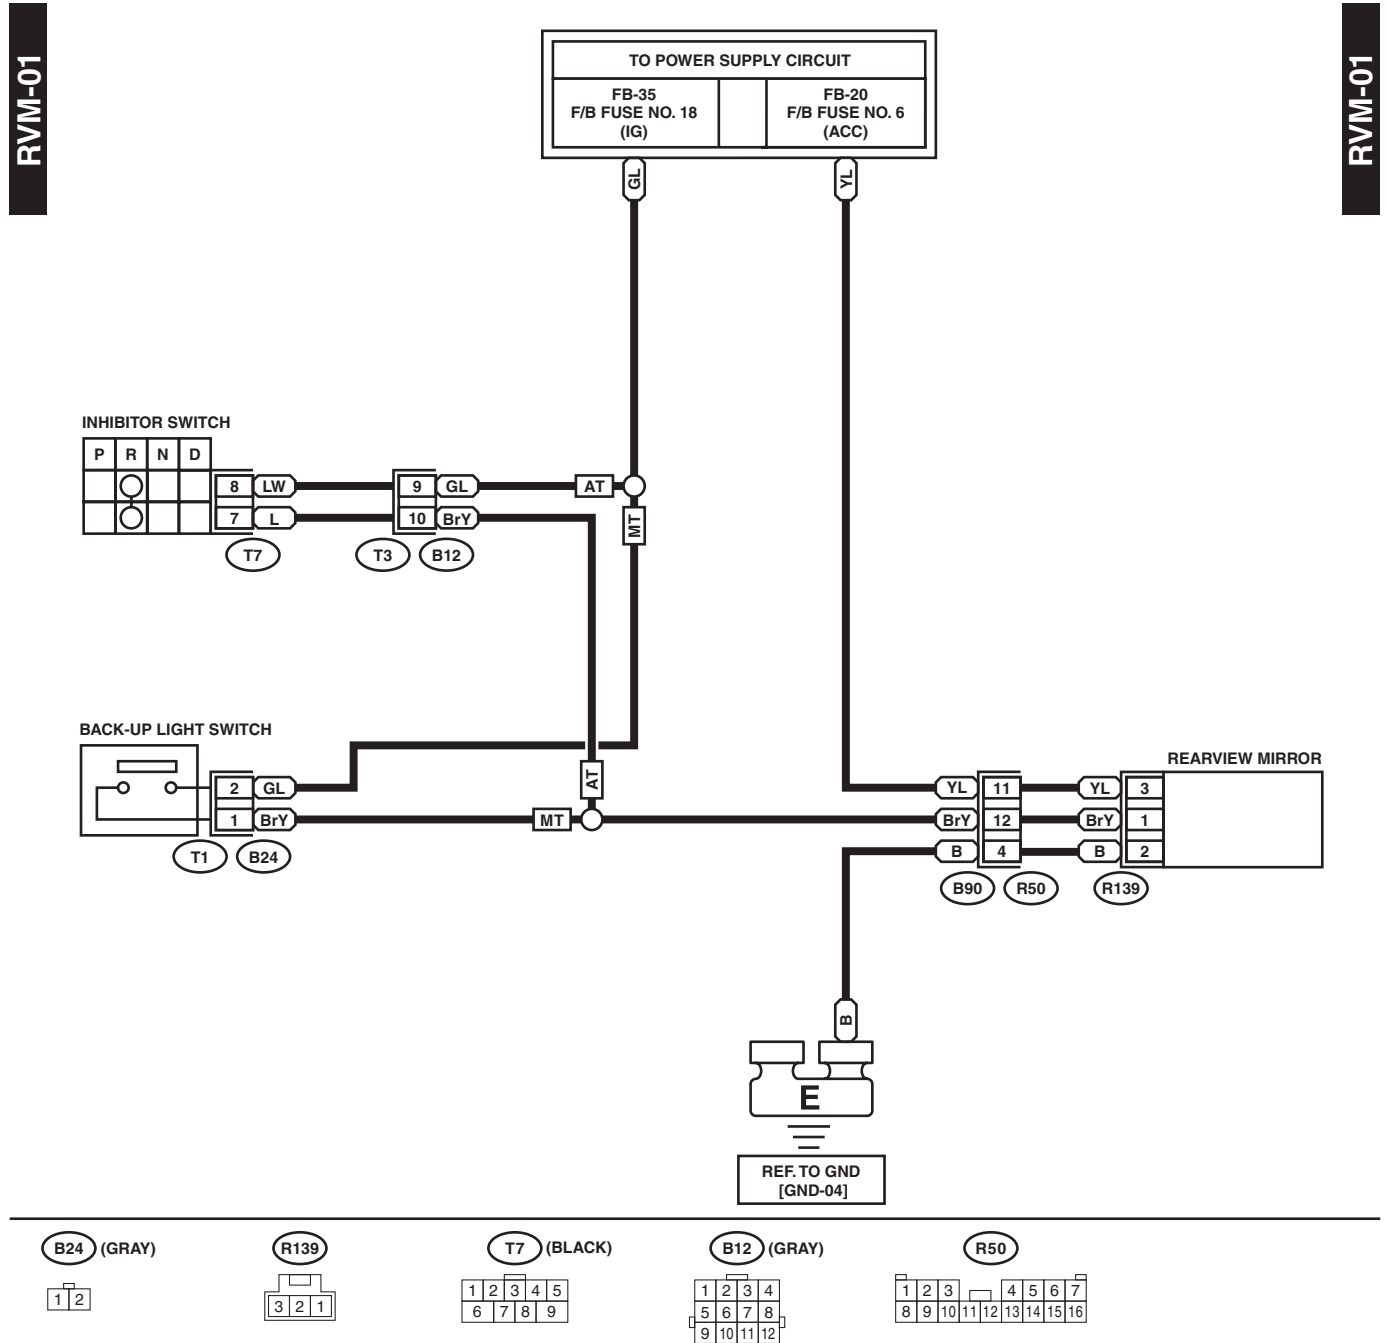 RVM-01
RVM-01
TO POWER SUPPLY CIRCUIT
FB-35
F/B FUSE NO. 18
(IG)
FB-20
F/B FUSE NO. 6
(ACC)
GL
YL
INHIBITOR SWITCH
P R N D
8 LW 9 GL AT
7 L 10 BrY
MT
T7 T3 B12
BACK-UP LIGHT SWITCH
REARVIEW MIRROR
2 GL AT YL 11 YL 3
1 BrY MT BrY 12 BrY 1
B 4 B 2
T1 B24
B90 R50 R139
B
E
REF. TO GND
[GND-04]
B24 (GRAY)
1 2
R139
3 2 1
T7 (BLACK)
1 2 3 4 5
6 7 8 9
B12 (GRAY)
1 2 3 4
5 6 7 8
9 10 11 12
R50
1 2 3 4 5 6 7
8 9 10 11 12 13 14 15 16